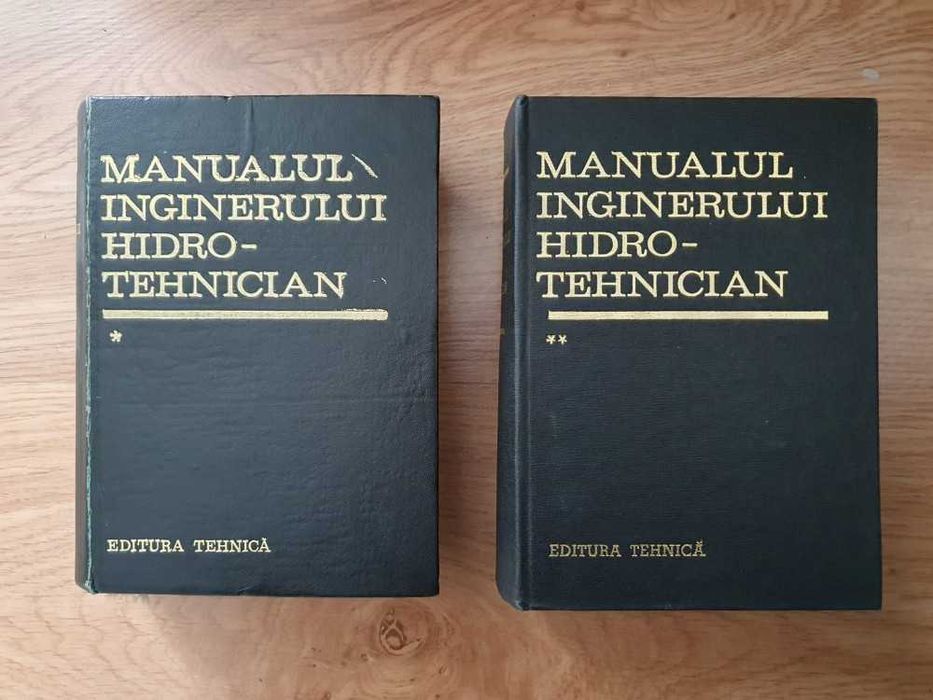 MANUALUL
INGINERULUI
HIDRO-
TEHNICIAN
*
EDITURA TEHNICĂ
MANUALUL
INGINERULUI
HIDRO-
TEHNICIAN
**
EDITURA TEHNICĂ